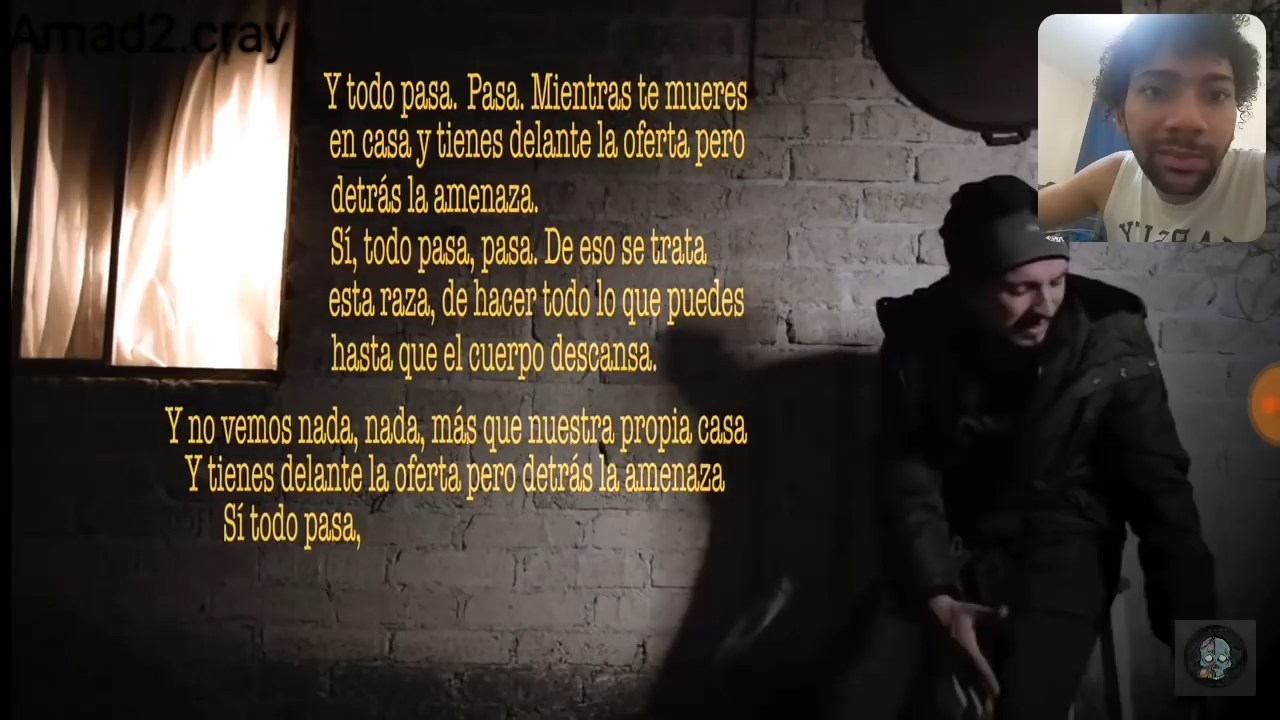 Amad2.cray
Y todo pasa. Pasa. Mientras te mueres
en casa y tienes delante la oferta pero
detrás la amenaza.
Sí, todo pasa, pasa. De eso se trata
esta raza, de hacer todo lo que puedes
hasta que el cuerpo descansa.
Y no vemos nada, nada, más que nuestra propia casa
Y tienes delante la oferta pero detrás la amenaza
Sí todo pasa,